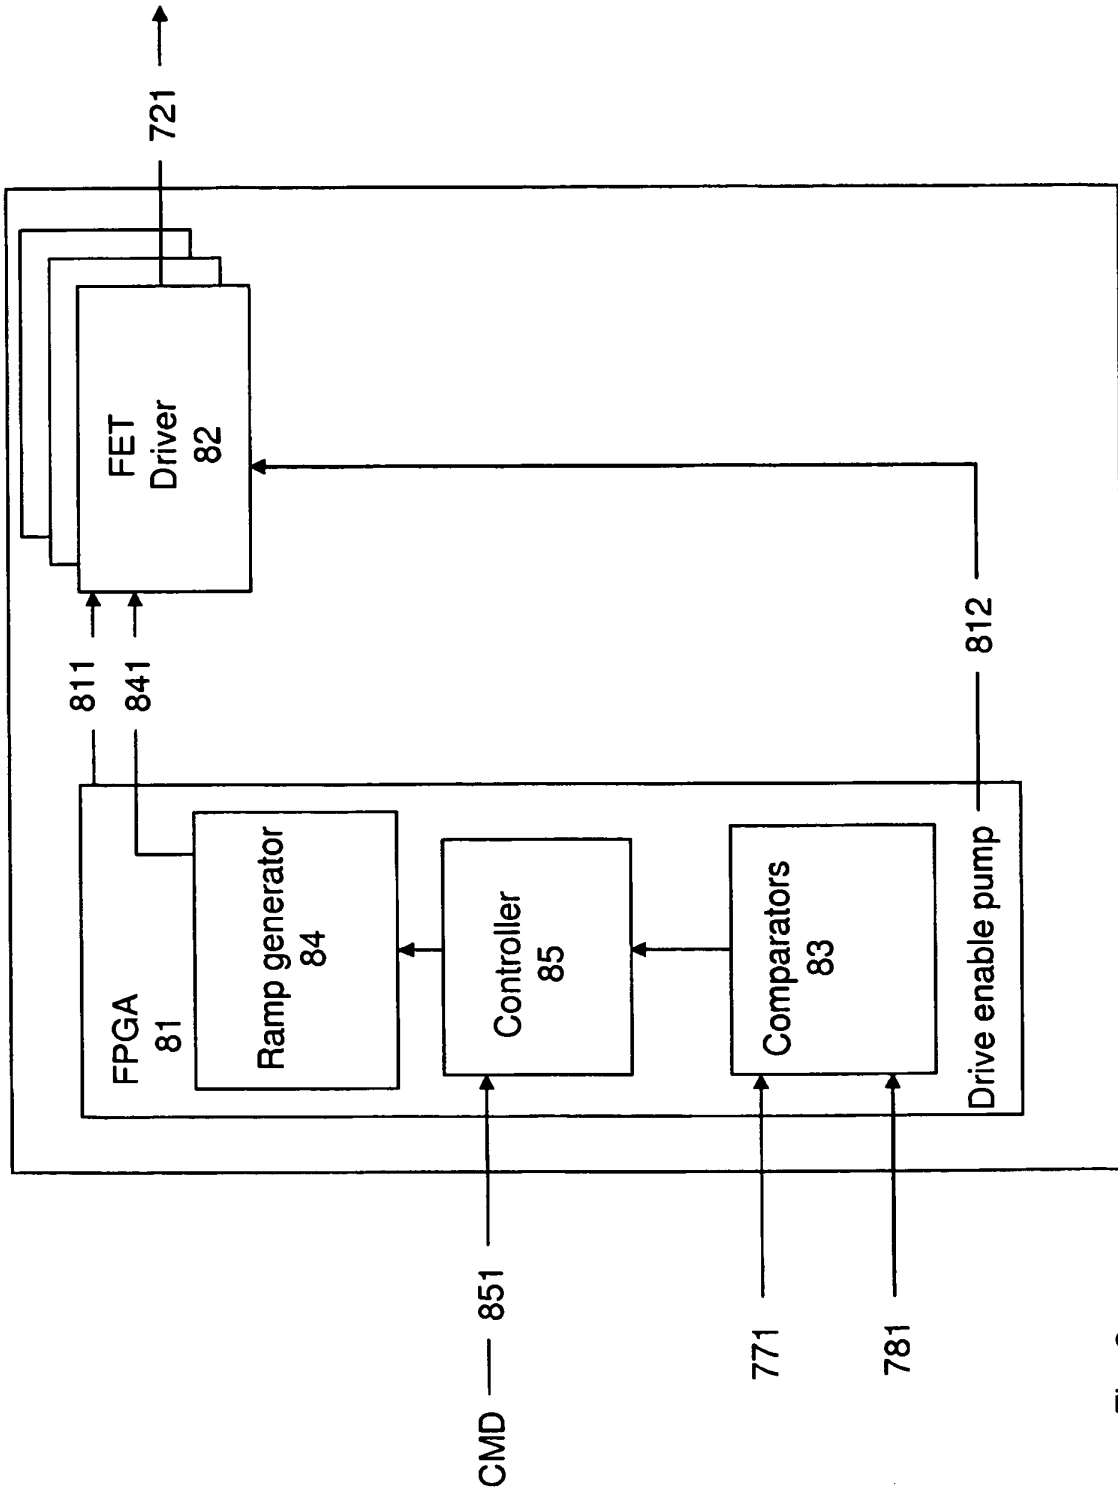 FPGA
81
Ramp generator
84
Controller
85
Comparators
83
Drive enable pump
811
841
FET
Driver
82
721
812
CMD
851
771
781